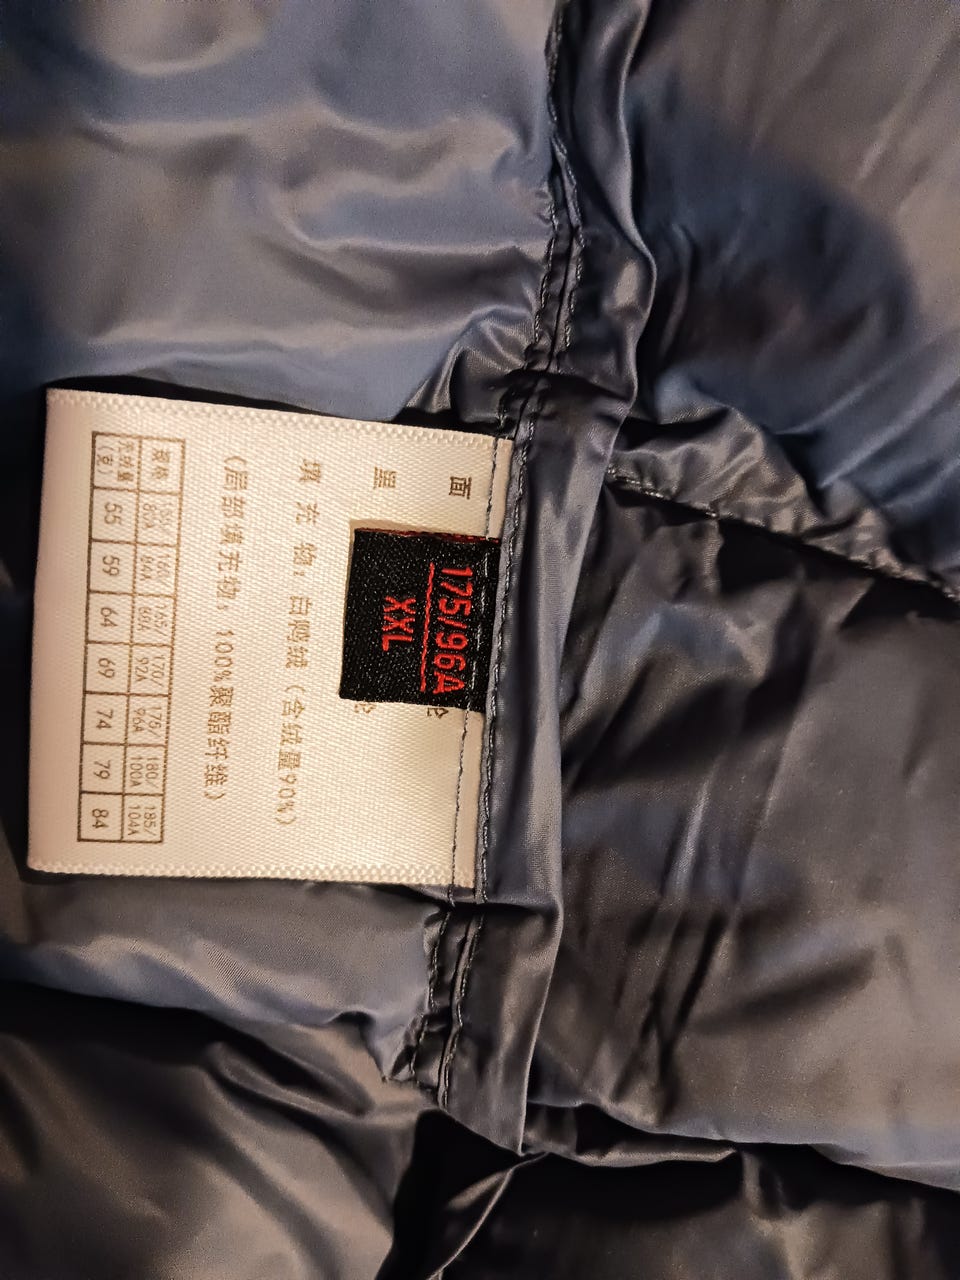 175/96A
XXL
面
里
填 充 物：白鸭绒（含绒量90%）
（局部填充物：100%聚酯纤维）
规格 155/80A 160/84A 165/88A 170/92A 175/96A 180/100A 185/104A
充绒量（克） 55 59 64 69 74 79 84